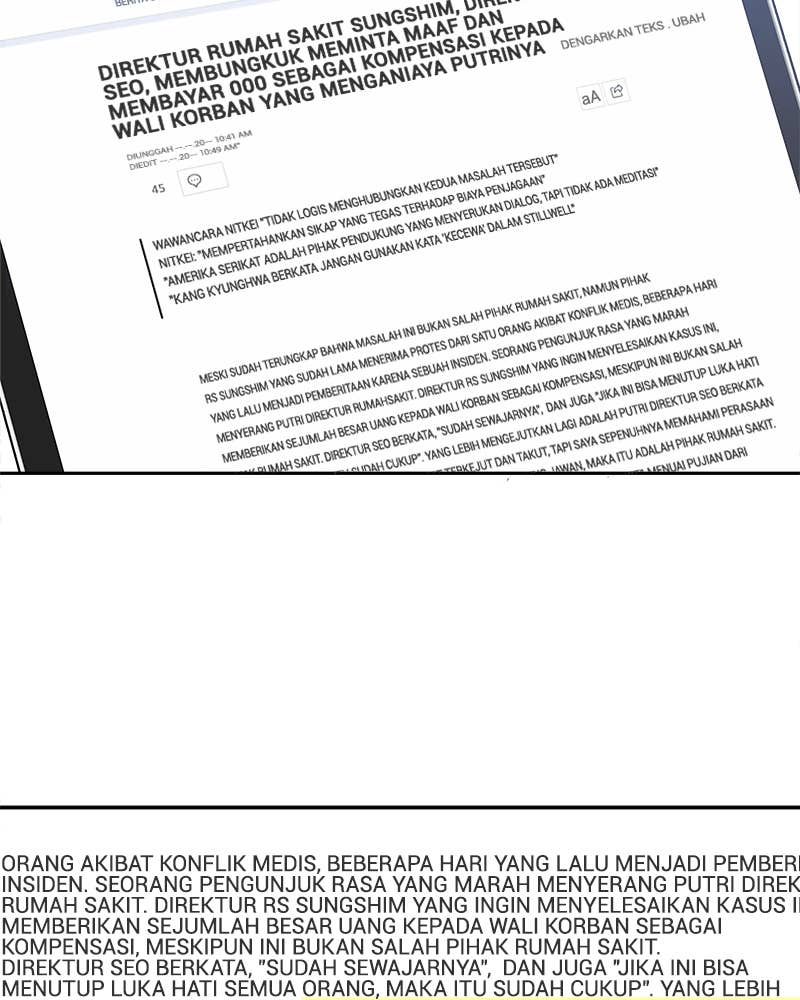 DIREKTUR RUMAH SAKIT SUNGSHIM,
SEO, MEMBUNGKUK MEMINTA MAAF DAN
MEMBAYAR 000 SEBAGAI KOMPENSASI KEPADA
WALI KORBAN YANG MENGANIAYA PUTRINYA
DENGARKAN TEKS . UBAH
aA
DIUNGGAH --.--.20-- 10:41 AM
DIEDIT --.--.20-- 10:49 AM"
45
WAWANCARA NITKEI "TIDAK LOGIS MENGHUBUNGKAN KEDUA MASALAH TERSEBUT"
NITKEI: "MEMPERTAHANKAN SIKAP YANG TEGAS TERHADAP BIAYA PENJAGAAN"
"AMERIKA SERIKAT ADALAH PIHAK PENDUKUNG YANG MENYERUKAN DIALOG, TAPI TIDAK ADA MEDITASI"
"KANG KYUNGHWA BERKATA JANGAN GUNAKAN KATA 'KECEWA' DALAM STILLWELL"
MESKI SUDAH TERUNGKAP BAHWA MASALAH INI BUKAN SALAH PIHAK RUMAH SAKIT, NAMUN PIHAK
RS SUNGSHIM YANG SUDAH LAMA MENERIMA PROTES DARI SATU ORANG AKIBAT KONFLIK MEDIS, BEBERAPA HARI
YANG LALU MENJADI PEMBERITAAN KARENA SEBUAH INSIDEN. SEORANG PENGUNJUK RASA YANG MARAH
MENYERANG PUTRI DIREKTUR RUMAHSAKIT. DIREKTUR RS SUNGSHIM YANG INGIN MENYELESAIKAN KASUS INI,
MEMBERIKAN SEJUMLAH BESAR UANG KEPADA WALI KORBAN SEBAGAI KOMPENSASI, MESKIPUN INI BUKAN SALAH
RUMAH SAKIT. DIREKTUR SEO BERKATA, "SUDAH SEWAJARNYA", DAN JUGA "JIKA INI BISA MENUTUP LUKA HATI
SUDAH CUKUP". YANG LEBIH MENGEJUTKAN LAGI ADALAH PUTRI DIREKTUR SEO BERKATA
TERKEJUT DAN TAKUT, TAPI SAYA SEPENUHNYA MEMAHAMI PERASAAN
MAKA ITU ADALAH PIHAK RUMAH SAKIT.
MENUAI PUJIAN DARI
ORANG AKIBAT KONFLIK MEDIS, BEBERAPA HARI YANG LALU MENJADI PEMBERI
INSIDEN. SEORANG PENGUNJUK RASA YANG MARAH MENYERANG PUTRI DIREK
RUMAH SAKIT. DIREKTUR RS SUNGSHIM YANG INGIN MENYELESAIKAN KASUS
MEMBERIKAN SEJUMLAH BESAR UANG KEPADA WALI KORBAN SEBAGAI
KOMPENSASI, MESKIPUN INI BUKAN SALAH PIHAK RUMAH SAKIT.
DIREKTUR SEO BERKATA, "SUDAH SEWAJARNYA", DAN JUGA "JIKA INI BISA
MENUTUP LUKA HATI SEMUA ORANG, MAKA ITU SUDAH CUKUP". YANG LEBIH